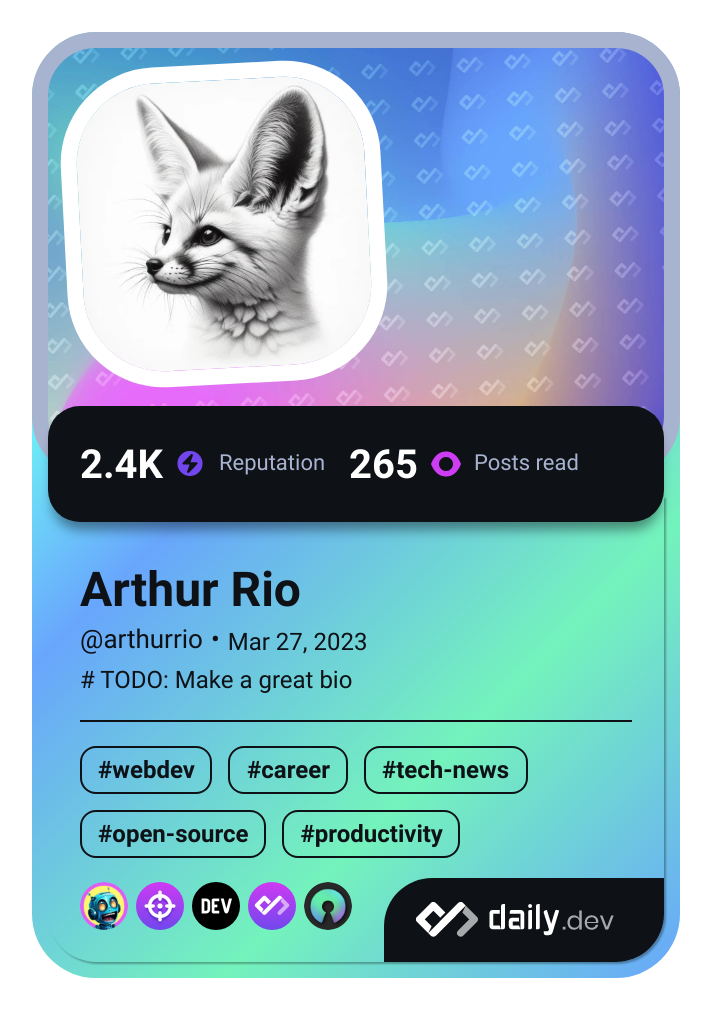 2.4K Reputation 265 Posts read
Arthur Rio
@arthurrio • Mar 27, 2023
# TODO: Make a great bio
#webdev #career #tech-news
#open-source #productivity
DEV daily.dev